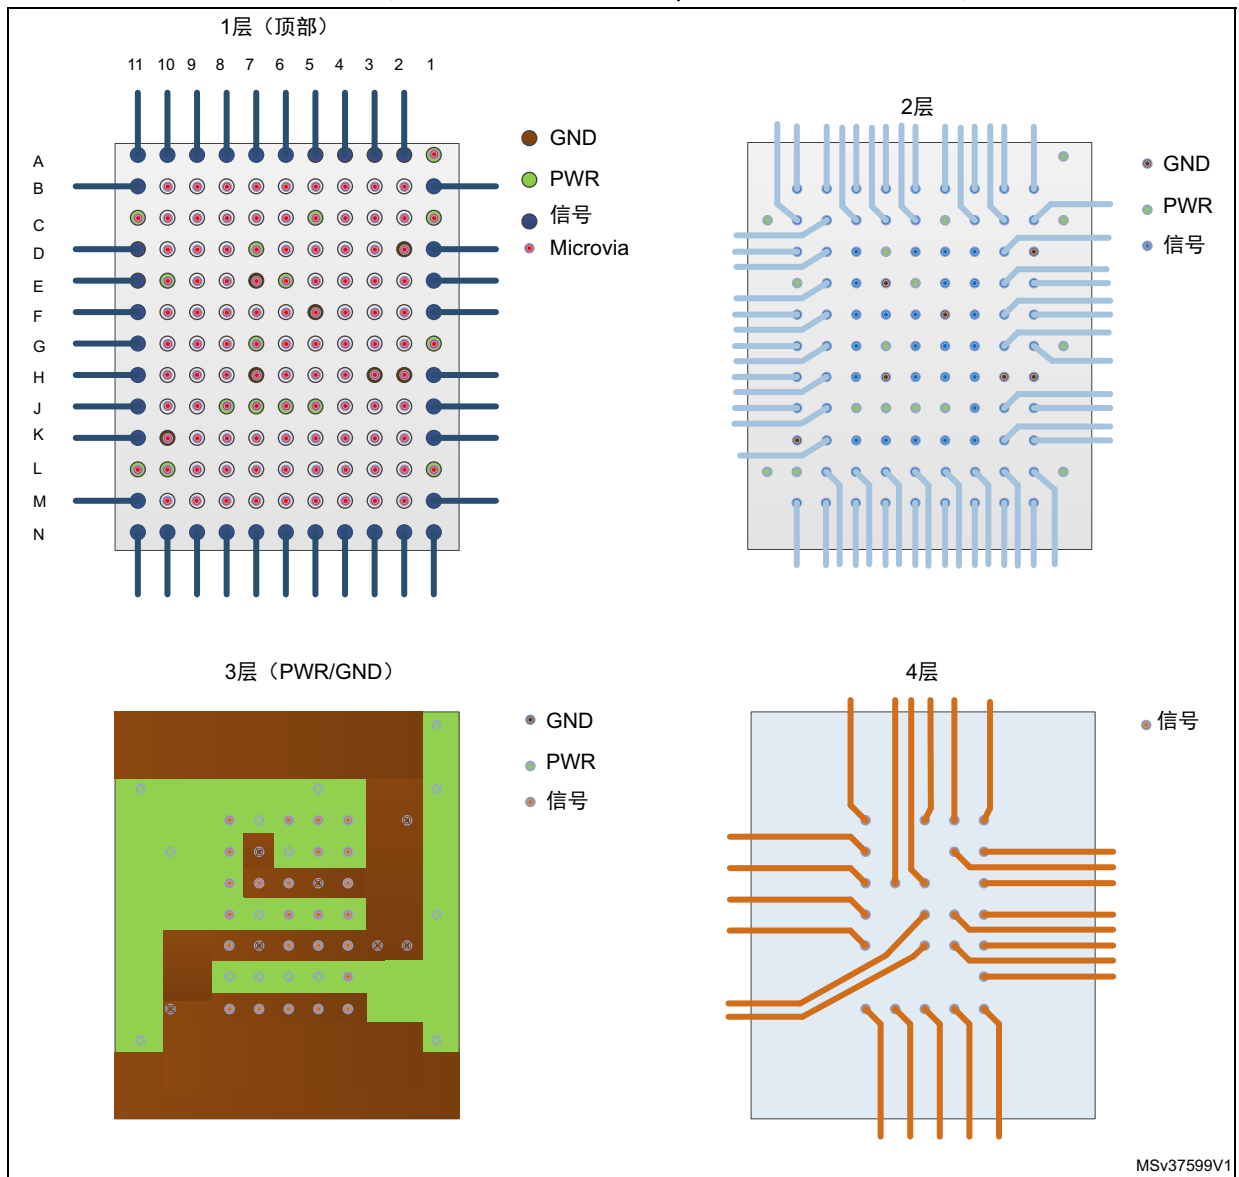 1层（顶部）
11 10 9 8 7 6 5 4 3 2 1
A
B
C
D
E
F
G
H
J
K
L
M
N
GND
PWR
信号
Microvia
2层
GND
PWR
信号
3层（PWR/GND）
GND
PWR
信号
4层
信号
MSv37599V1